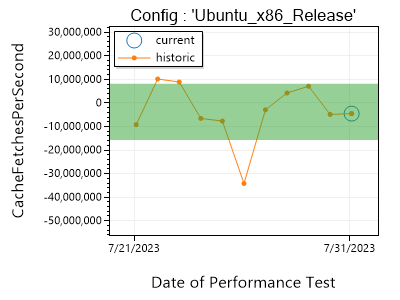 Config : 'Ubuntu_x86_Release'
current
historic
CacheFetchesPerSecond
30,000,000
20,000,000
10,000,000
0
-10,000,000
-20,000,000
-30,000,000
-40,000,000
-50,000,000
7/21/2023
7/31/2023
Date of Performance Test